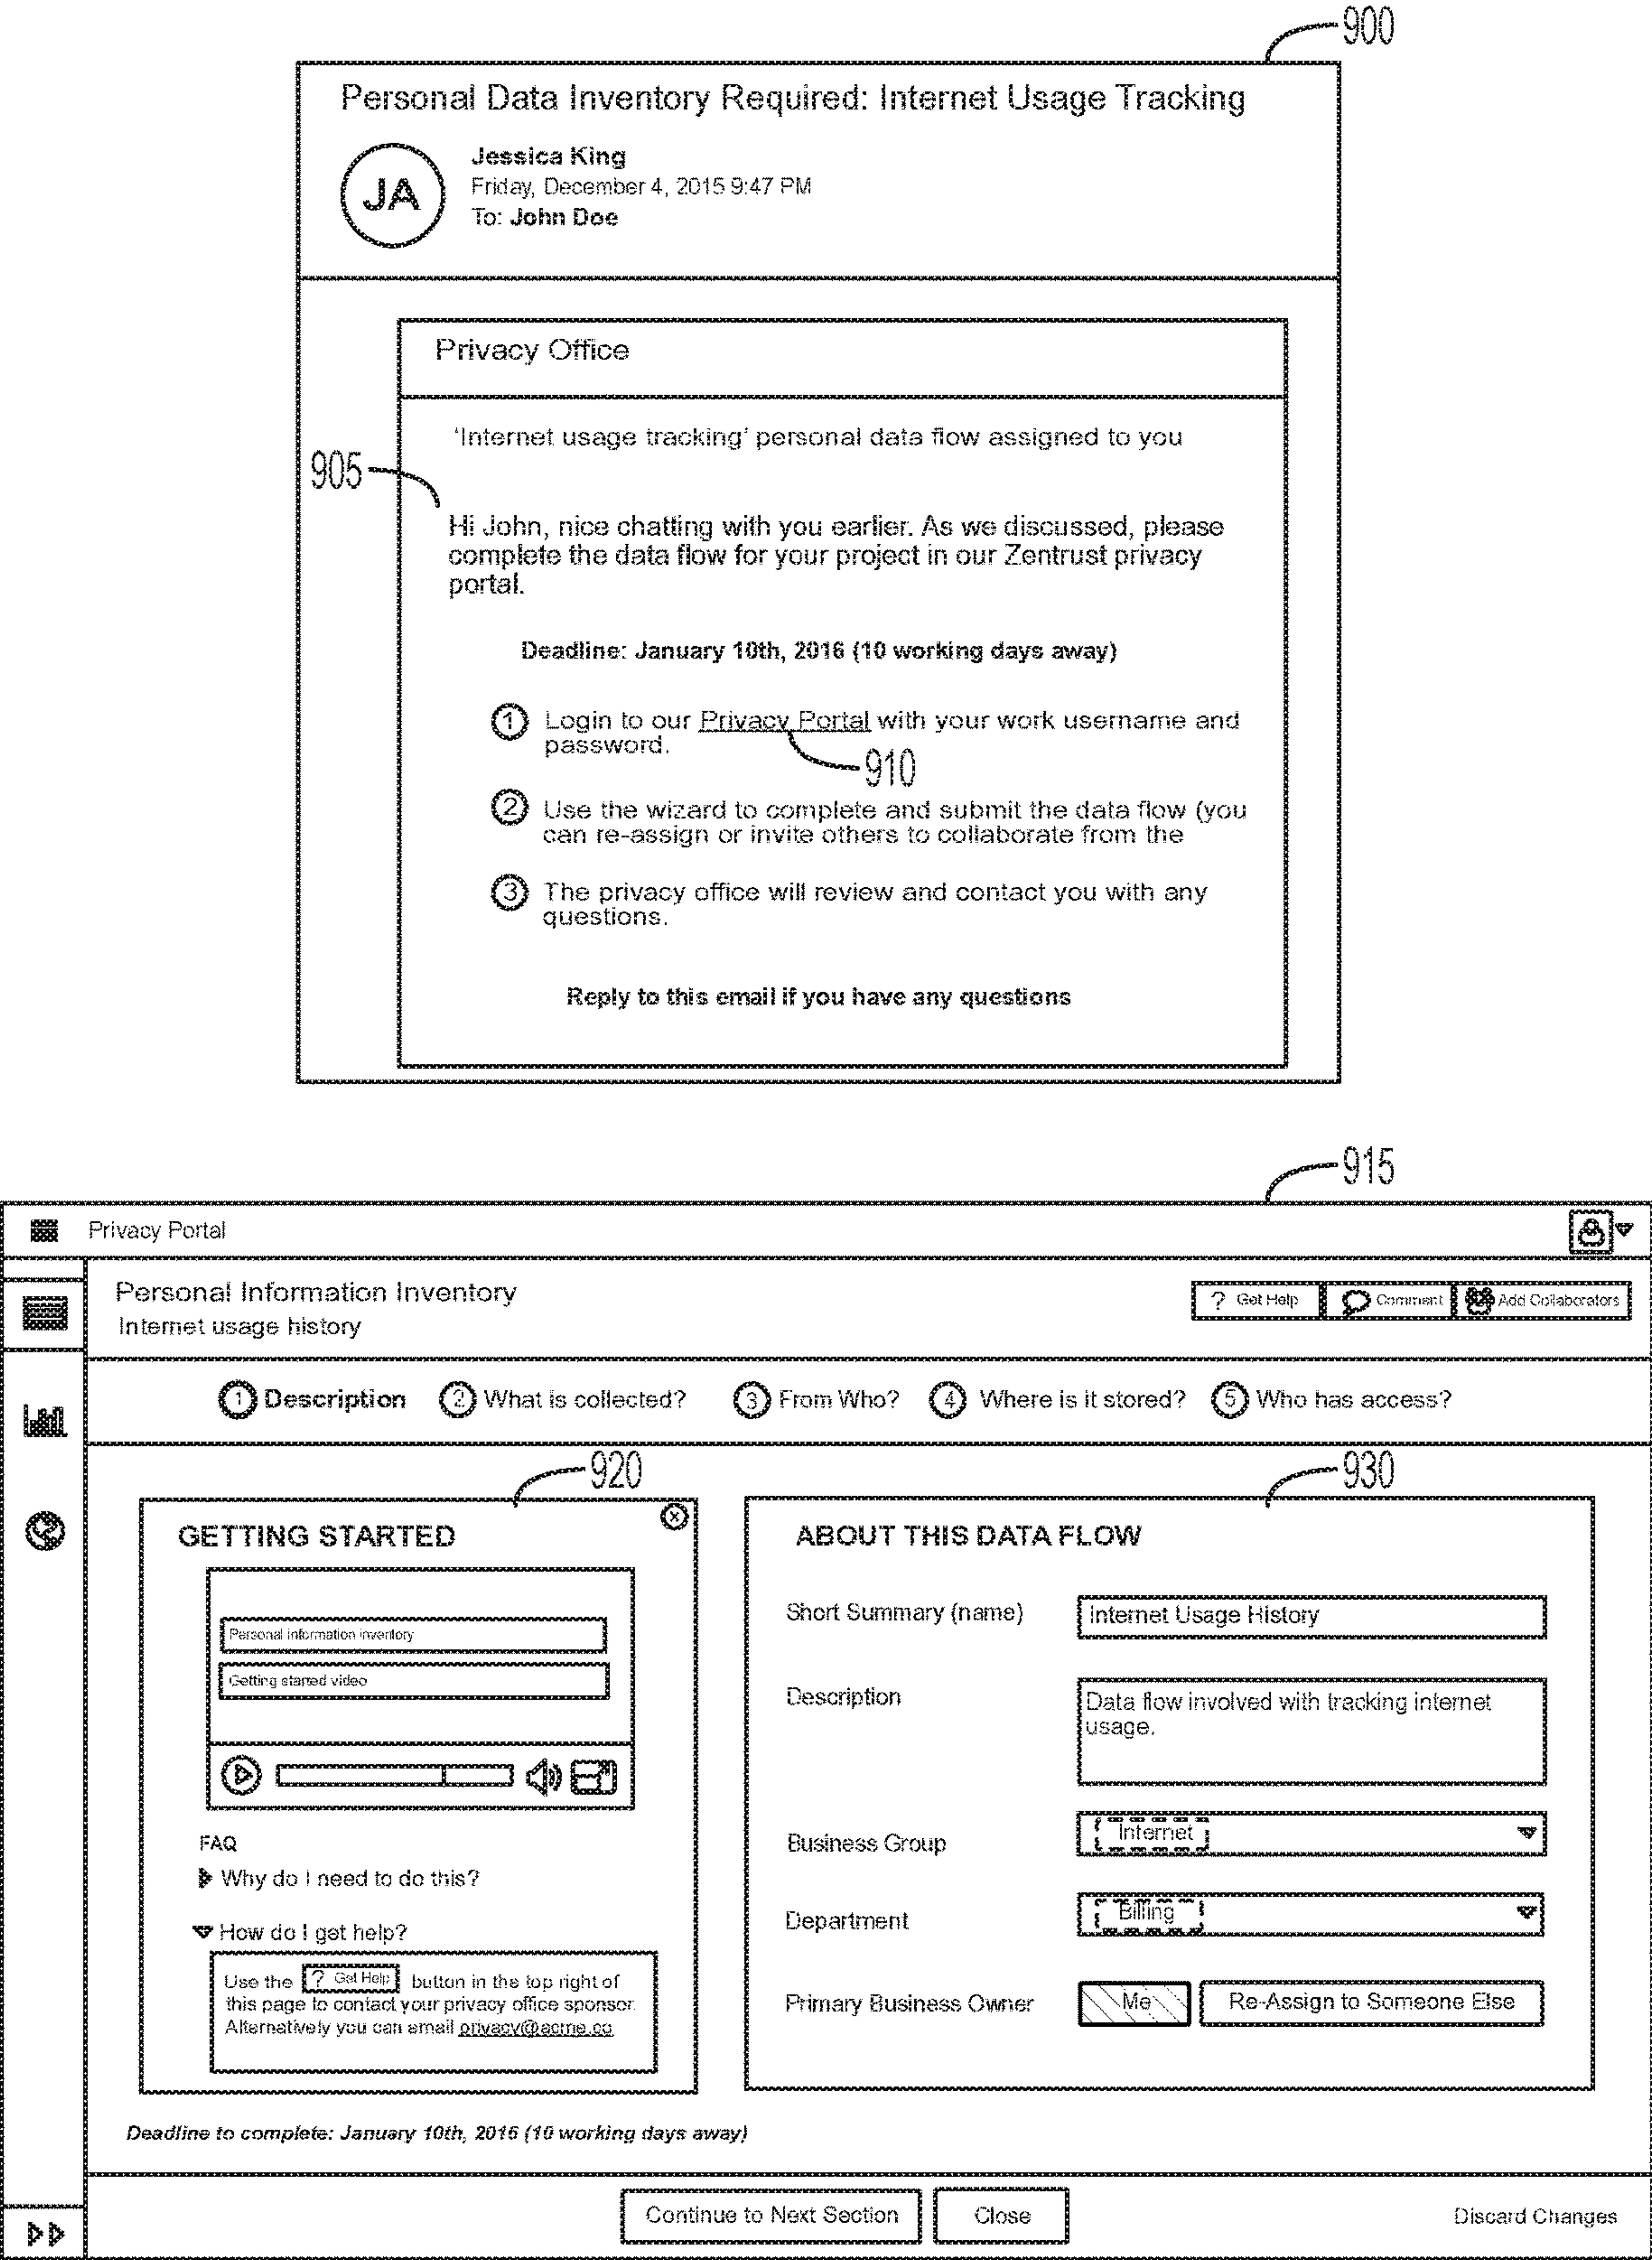 900
Personal Data Inventory Required: Internet Usage Tracking
JA
Jessica King
Friday, December 4, 2015 9:47 PM
To: John Doe
Privacy Office
'Internet usage tracking' personal data flow assigned to you
905
Hi John, nice chatting with you earlier. As we discussed, please
complete the data flow for your project in our Zentrust privacy
portal.
Deadline: January 10th, 2016 (10 working days away)
1 Login to our Privacy Portal with your work username and
password.
910
2 Use the wizard to complete and submit the data flow (you
can re-assign or invite others to collaborate from the
3 The privacy office will review and contact you with any
questions.
Reply to this email if you have any questions
915
Privacy Portal
Personal Information Inventory
Internet usage history
? Get Help
Comment
Add Collaborators
1 Description
2 What is collected?
3 From Who?
4 Where is it stored?
5 Who has access?
920
GETTING STARTED
Personal information inventory
Getting started video
FAQ
Why do I need to do this?
How do I get help?
Use the ? Get Help button in the top right of
this page to contact your privacy office sponsor.
Alternatively you can email privacy@acme.co
930
ABOUT THIS DATA FLOW
Short Summary (name)
Internet Usage History
Description
Data flow involved with tracking internet
usage.
Business Group
Internet
Department
Billing
Primary Business Owner
Me
Re-Assign to Someone Else
Deadline to complete: January 10th, 2016 (10 working days away)
Continue to Next Section
Close
Discard Changes